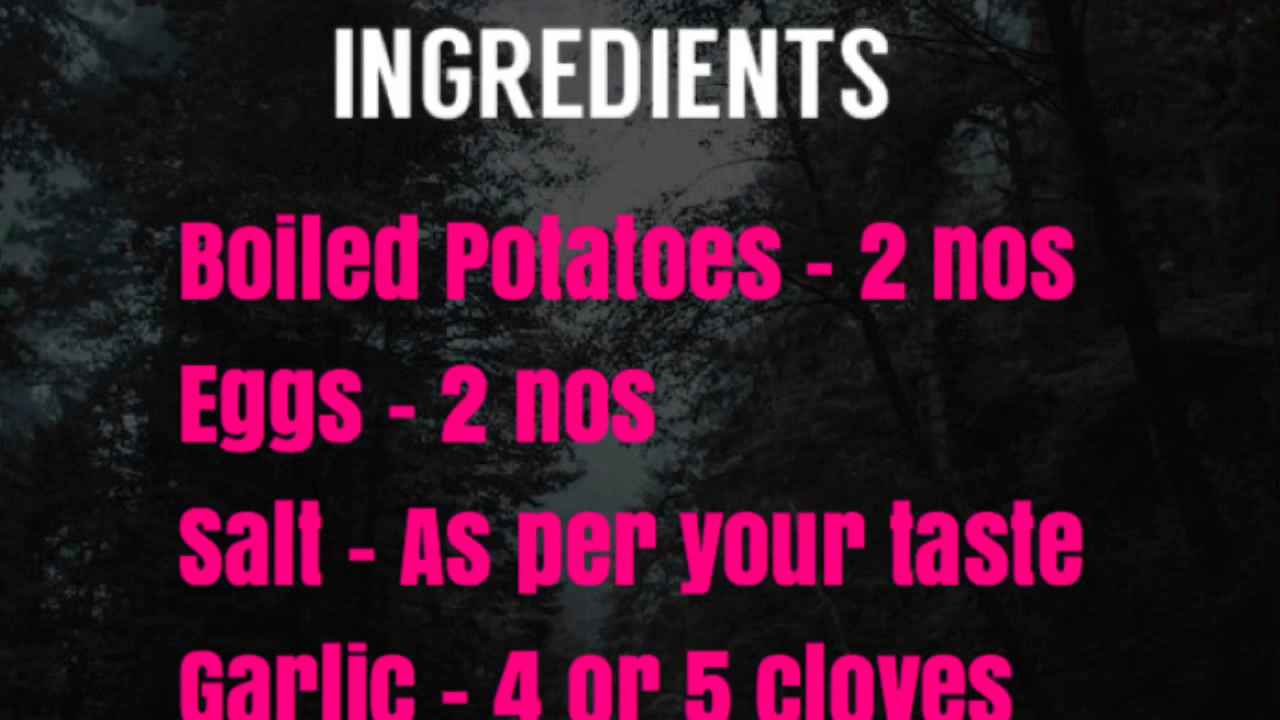 INGREDIENTS
Boiled Potatoes - 2 nos
Eggs - 2 nos
Salt - As per your taste
Garlic - 4 or 5 cloves